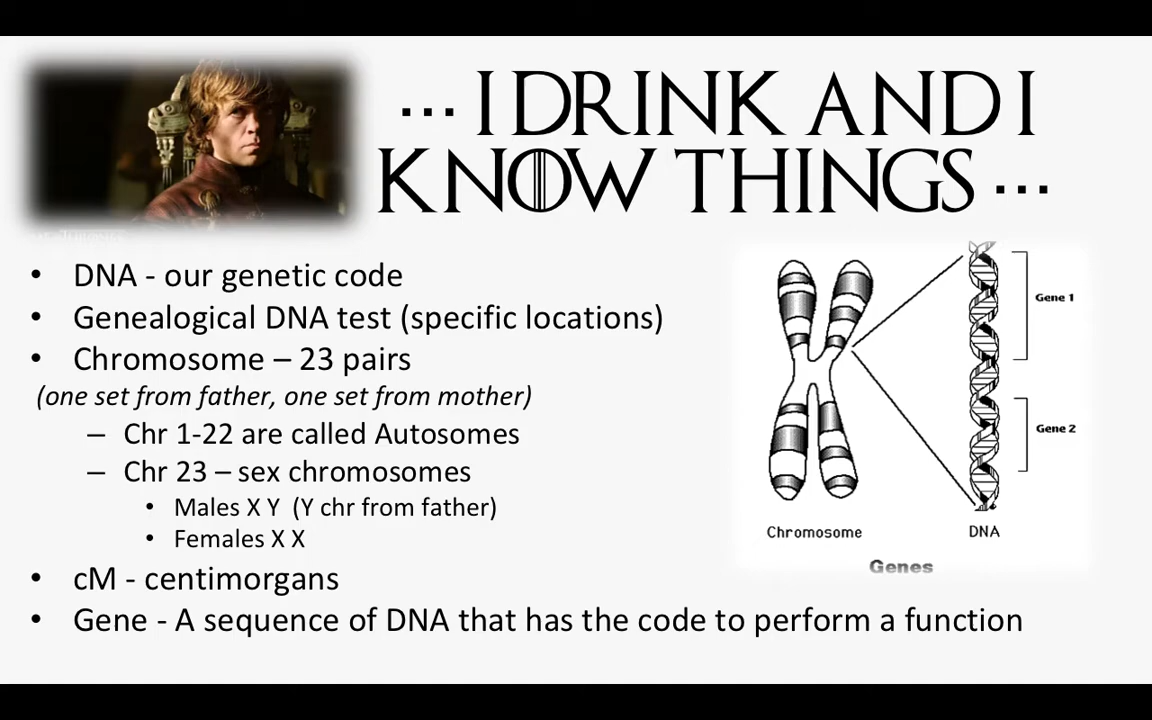 ... I DRINK AND I
KNOW THINGS ...
• DNA - our genetic code
• Genealogical DNA test (specific locations)
• Chromosome – 23 pairs
(one set from father, one set from mother)
– Chr 1-22 are called Autosomes
– Chr 23 – sex chromosomes
• Males X Y (Y chr from father)
• Females X X
• cM - centimorgans
• Gene - A sequence of DNA that has the code to perform a function
Gene 1
Gene 2
Chromosome
DNA
Genes